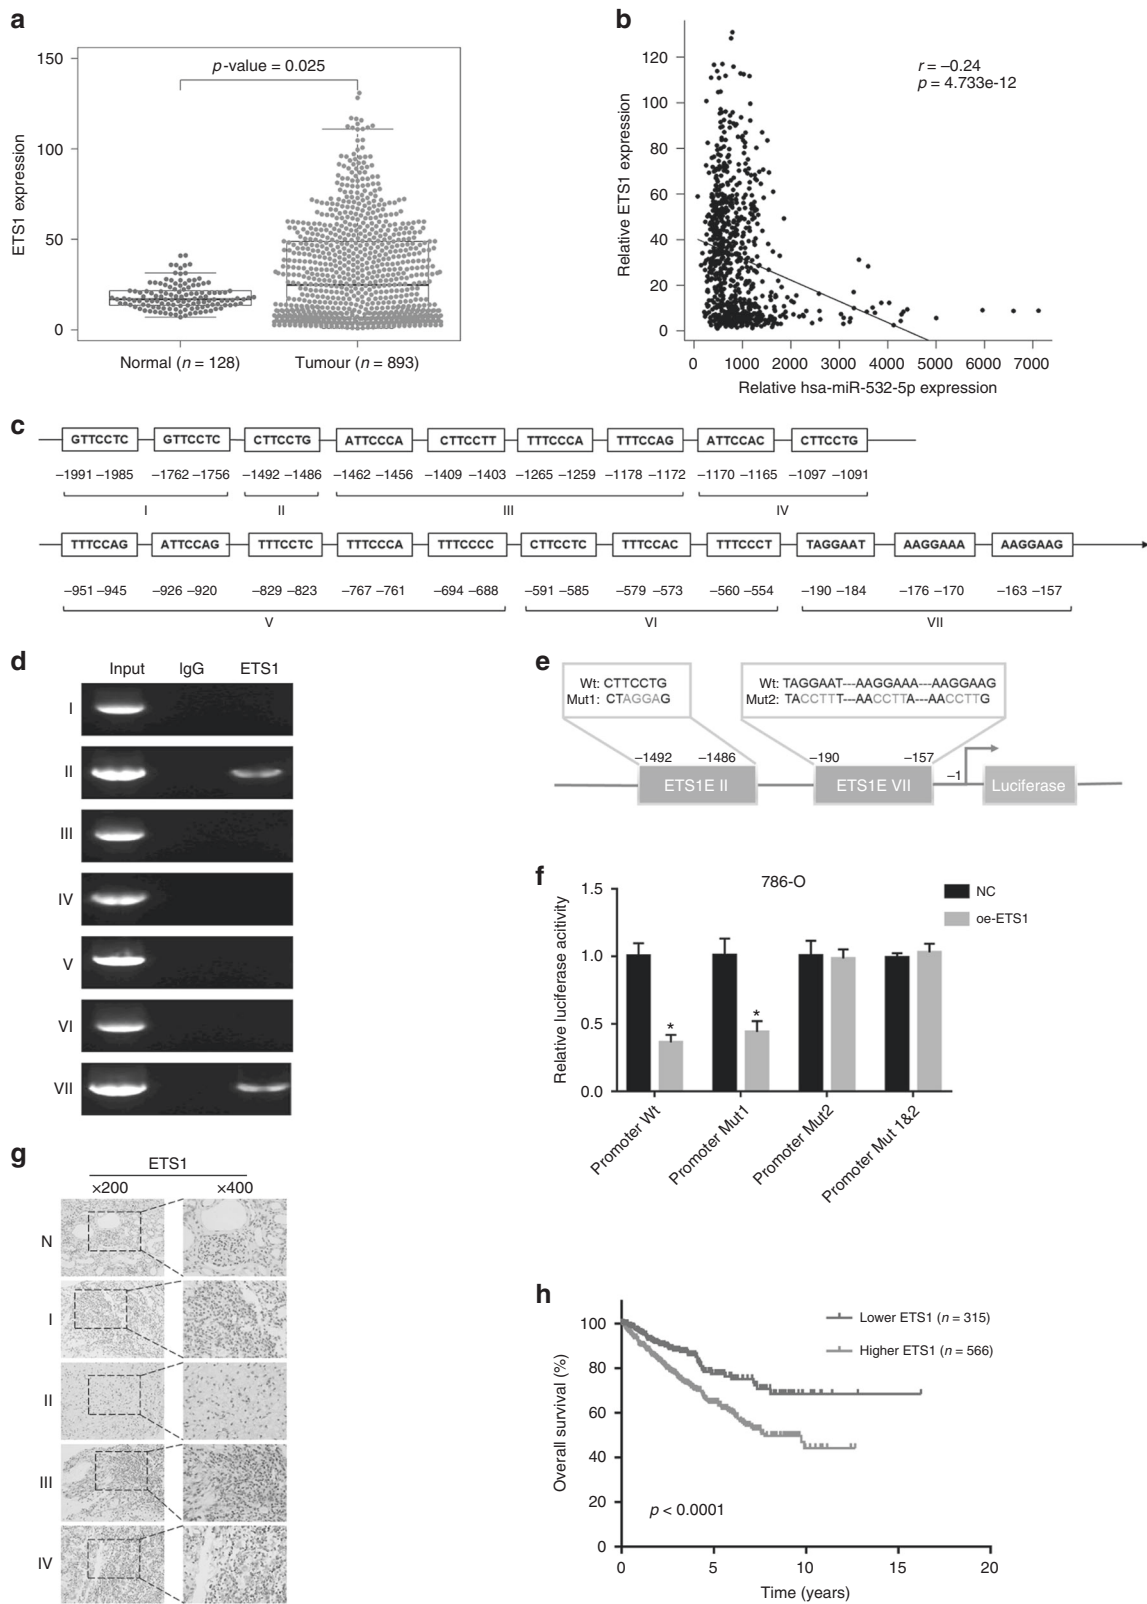 a
p-value = 0.025
150
100
50
0
ETS1 expression
Normal (n = 128)
Tumour (n = 893)
b
r = –0.24
p = 4.733e-12
120
100
80
60
40
20
0
Relative ETS1 expression
0 1000 2000 3000 4000 5000 6000 7000
Relative hsa-miR-532-5p expression
c
GTTCCTC GTTCCTC CTTCCTG ATTCCCA CTTCCTT TTTCCCA TTTCCAG ATTCCAC CTTCCTG
–1991 –1985 –1762 –1756 –1492 –1486 –1462 –1456 –1409 –1403 –1265 –1259 –1178 –1172 –1170 –1165 –1097 –1091
I II III IV
TTTCCAG ATTCCAG TTTCCTC TTTCCCA TTTCCCC CTTCCTC TTTCCAC TTTCCCT TAGGAAT AAGGAAA AAGGAAG
–951 –945 –926 –920 –829 –823 –767 –761 –694 –688 –591 –585 –579 –573 –560 –554 –190 –184 –176 –170 –163 –157
V VI VII
d
Input IgG ETS1
I
II
III
IV
V
VI
VII
e
Wt: CTTCCTG
Mut1: CTAGGAG
Wt: TAGGAAT---AAGGAAA---AAGGAAG
Mut2: TACCTTT---AACCTTA---AACCTTG
–1492 –1486 –190 –157
–1
ETS1E II ETS1E VII Luciferase
f
786-O
NC
oe-ETS1
1.5
1.0
0.5
0.0
Relative luciferase acitivity
*
*
Promoter Wt
Promoter Mut1
Promoter Mut2
Promoter Mut 1&2
g
ETS1
×200 ×400
N
I
II
III
IV
h
Lower ETS1 (n = 315)
Higher ETS1 (n = 566)
100
80
60
40
20
0
Overall survival (%)
p < 0.0001
0 5 10 15 20
Time (years)